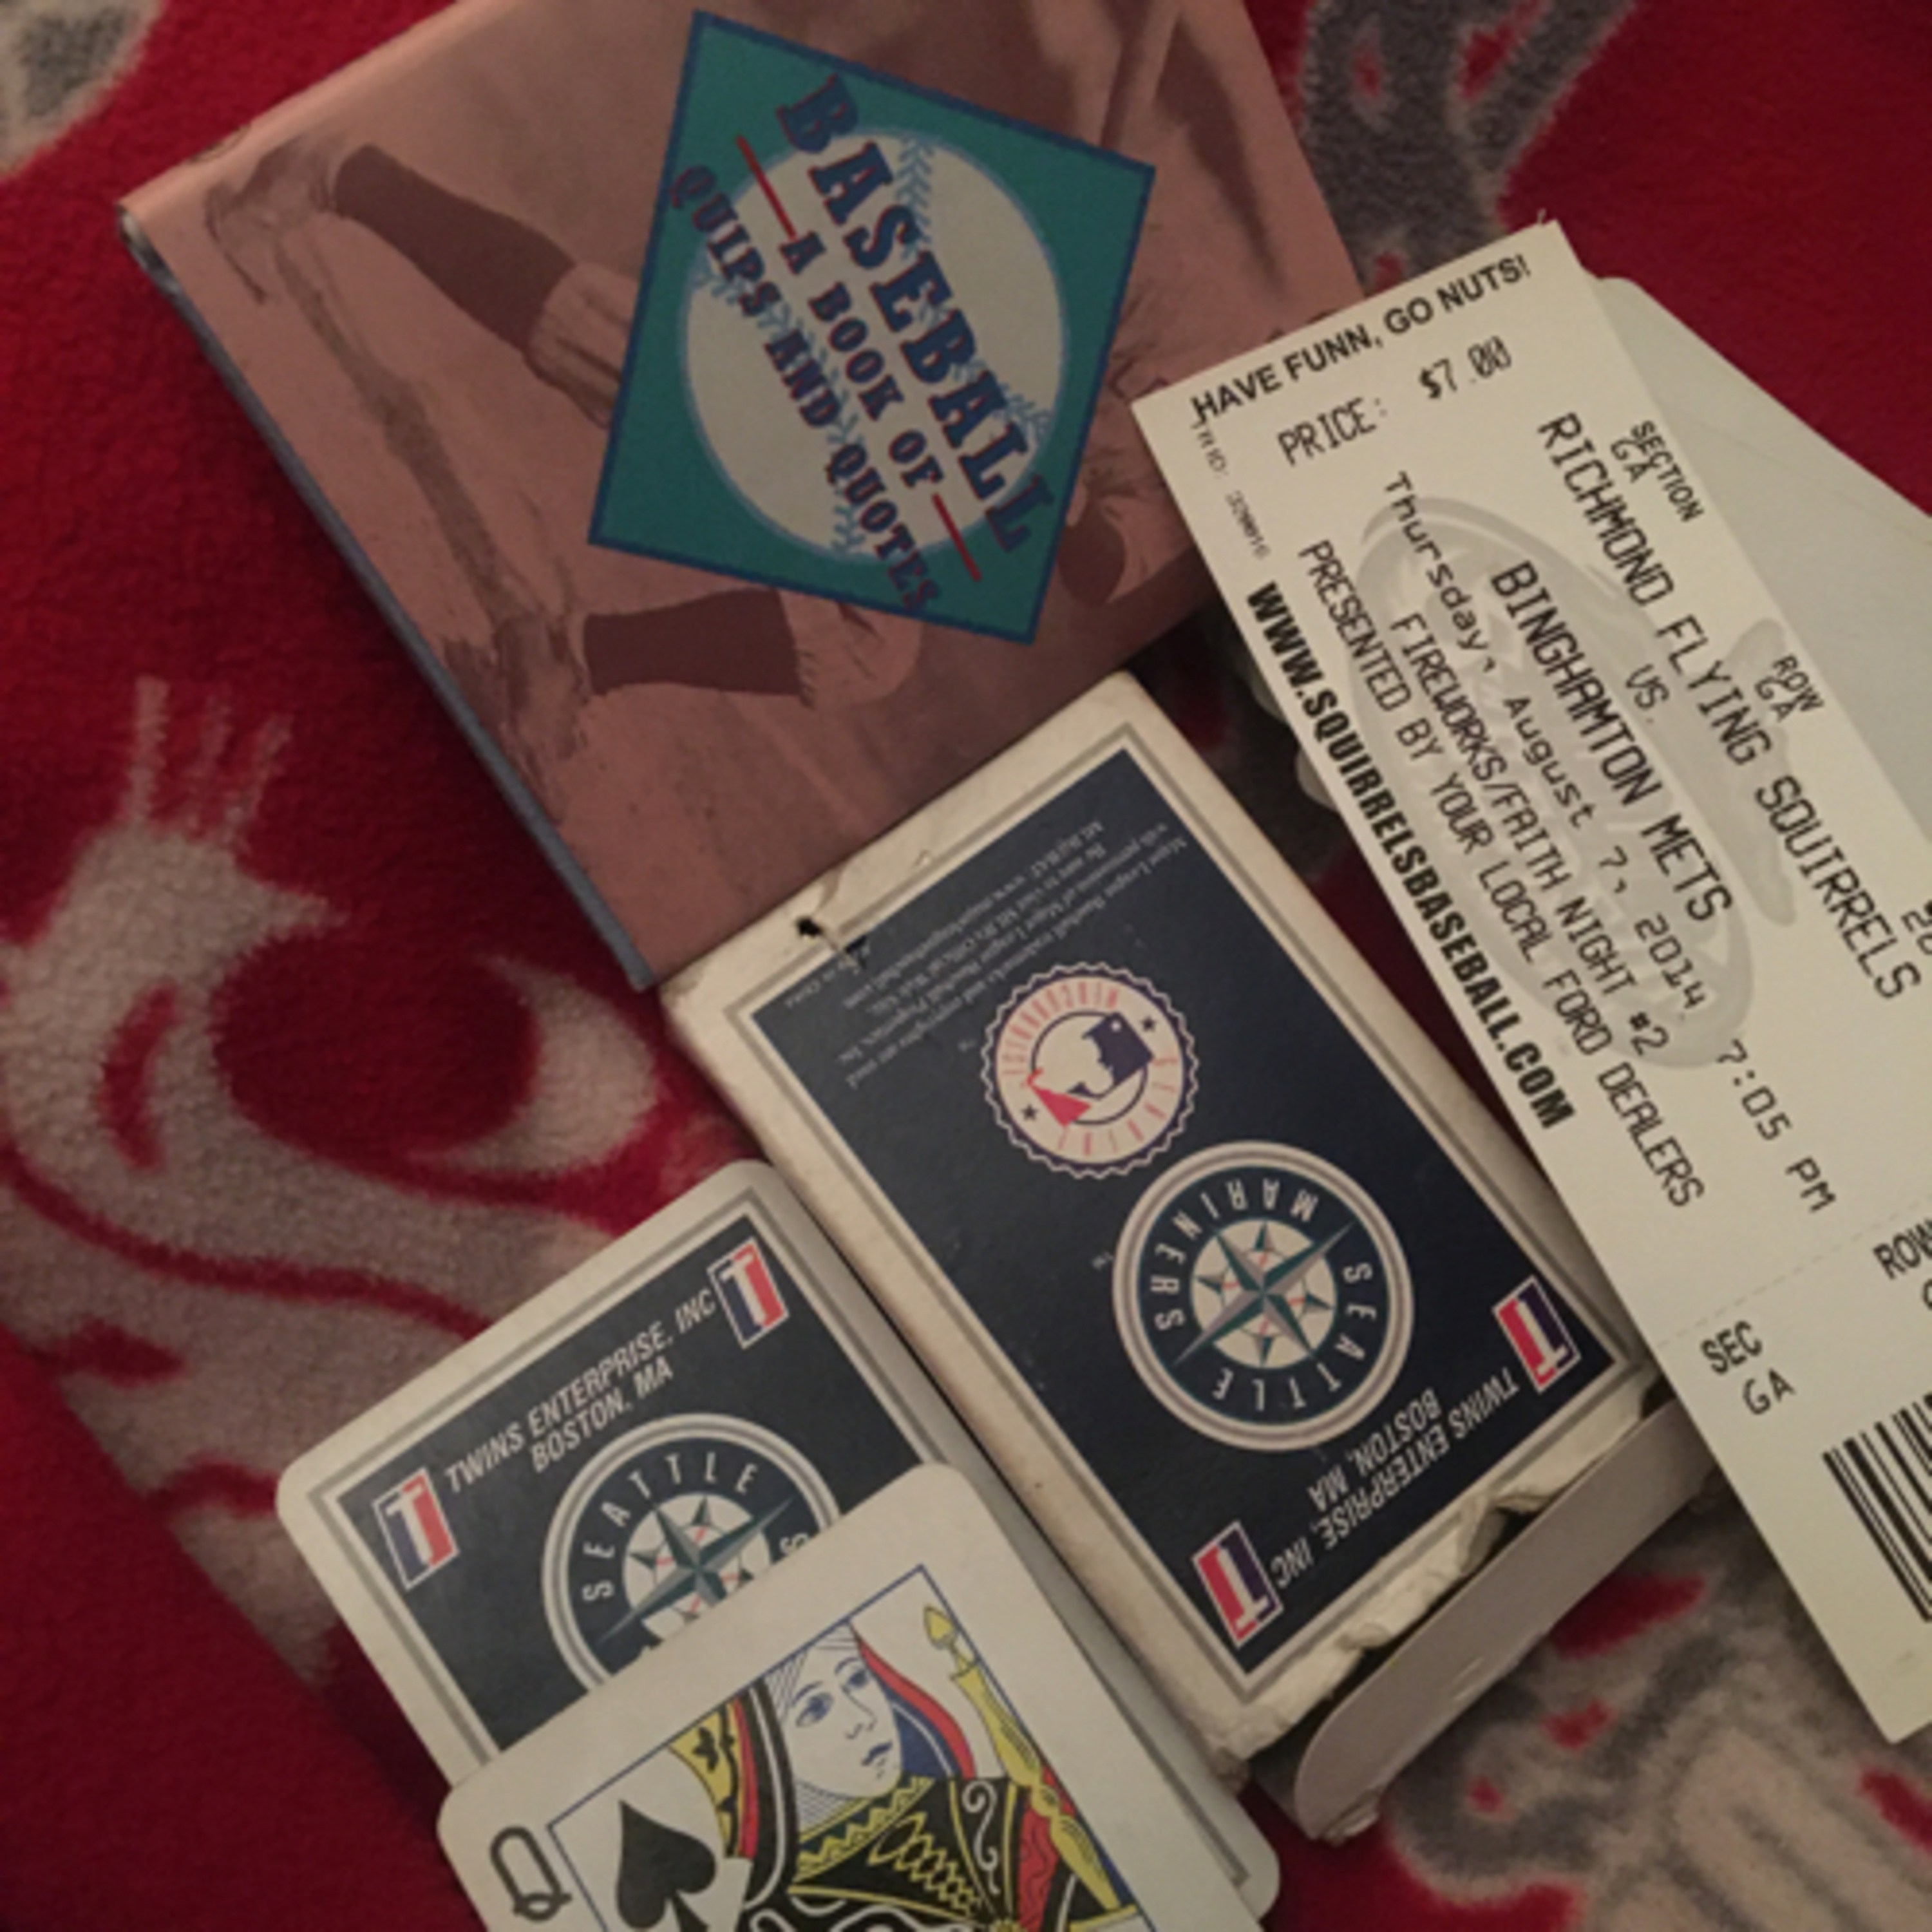 BASEBALL
A BOOK OF
QUIPS AND QUOTES
HAVE FUNN, GO NUTS!
PRICE: $7.00
SECTION
GA
ROW
GA
RICHMOND FLYING SQUIRRELS
VS.
BINGHAMTON METS
Thursday, August 7, 2014 7:05 PM
FIREWORKS/FAITH NIGHT #2
PRESENTED BY YOUR LOCAL FORD DEALERS
WWW.SQUIRRELSBASEBALL.COM
SEC
GA
ROW
SEATTLE MARINERS
TWINS ENTERPRISE, INC
BOSTON, MA
TWINS ENTERPRISE, INC
BOSTON, MA
SEATTLE
Q